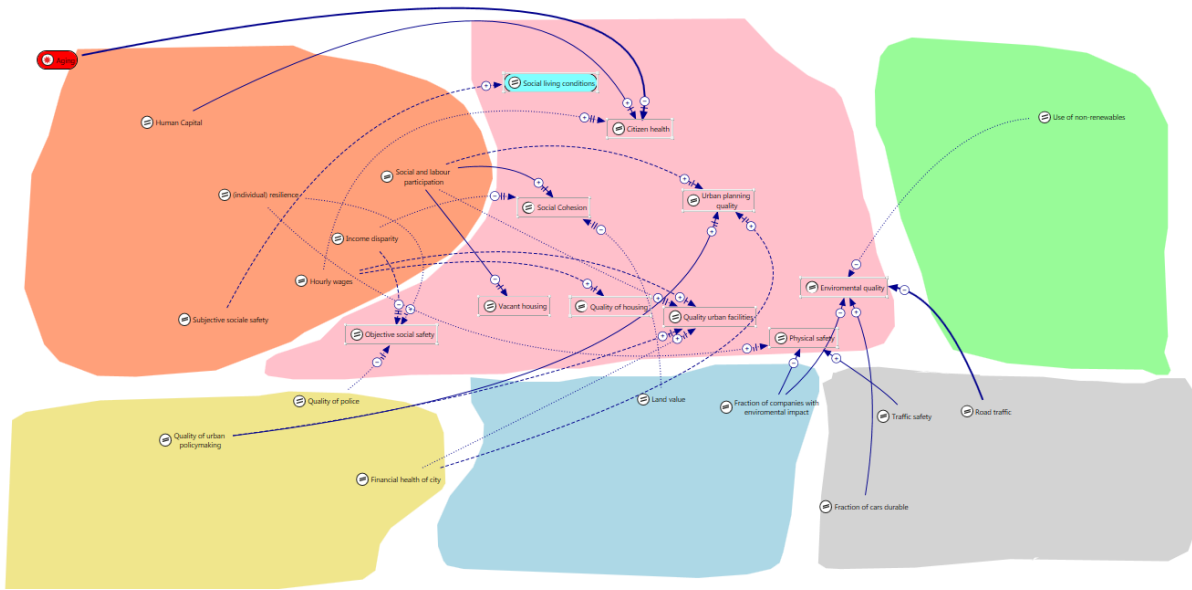 Aging
Social living conditions
Human Capital
Citizen health
Use of non-renewables
Social and labour
participation
(individual) resilience
Urban planning
quality
Social Cohesion
Income disparity
Hourly wages
Enviromental quality
Vacant housing
Quality of housing
Subjective sociale safety
Quality urban facilities
Objective social safety
Physical safety
Quality of police
Land value
Fraction of companies with
enviromental impact
Traffic safety
Road traffic
Quality of urban
policymaking
Financial health of city
Fraction of cars durable